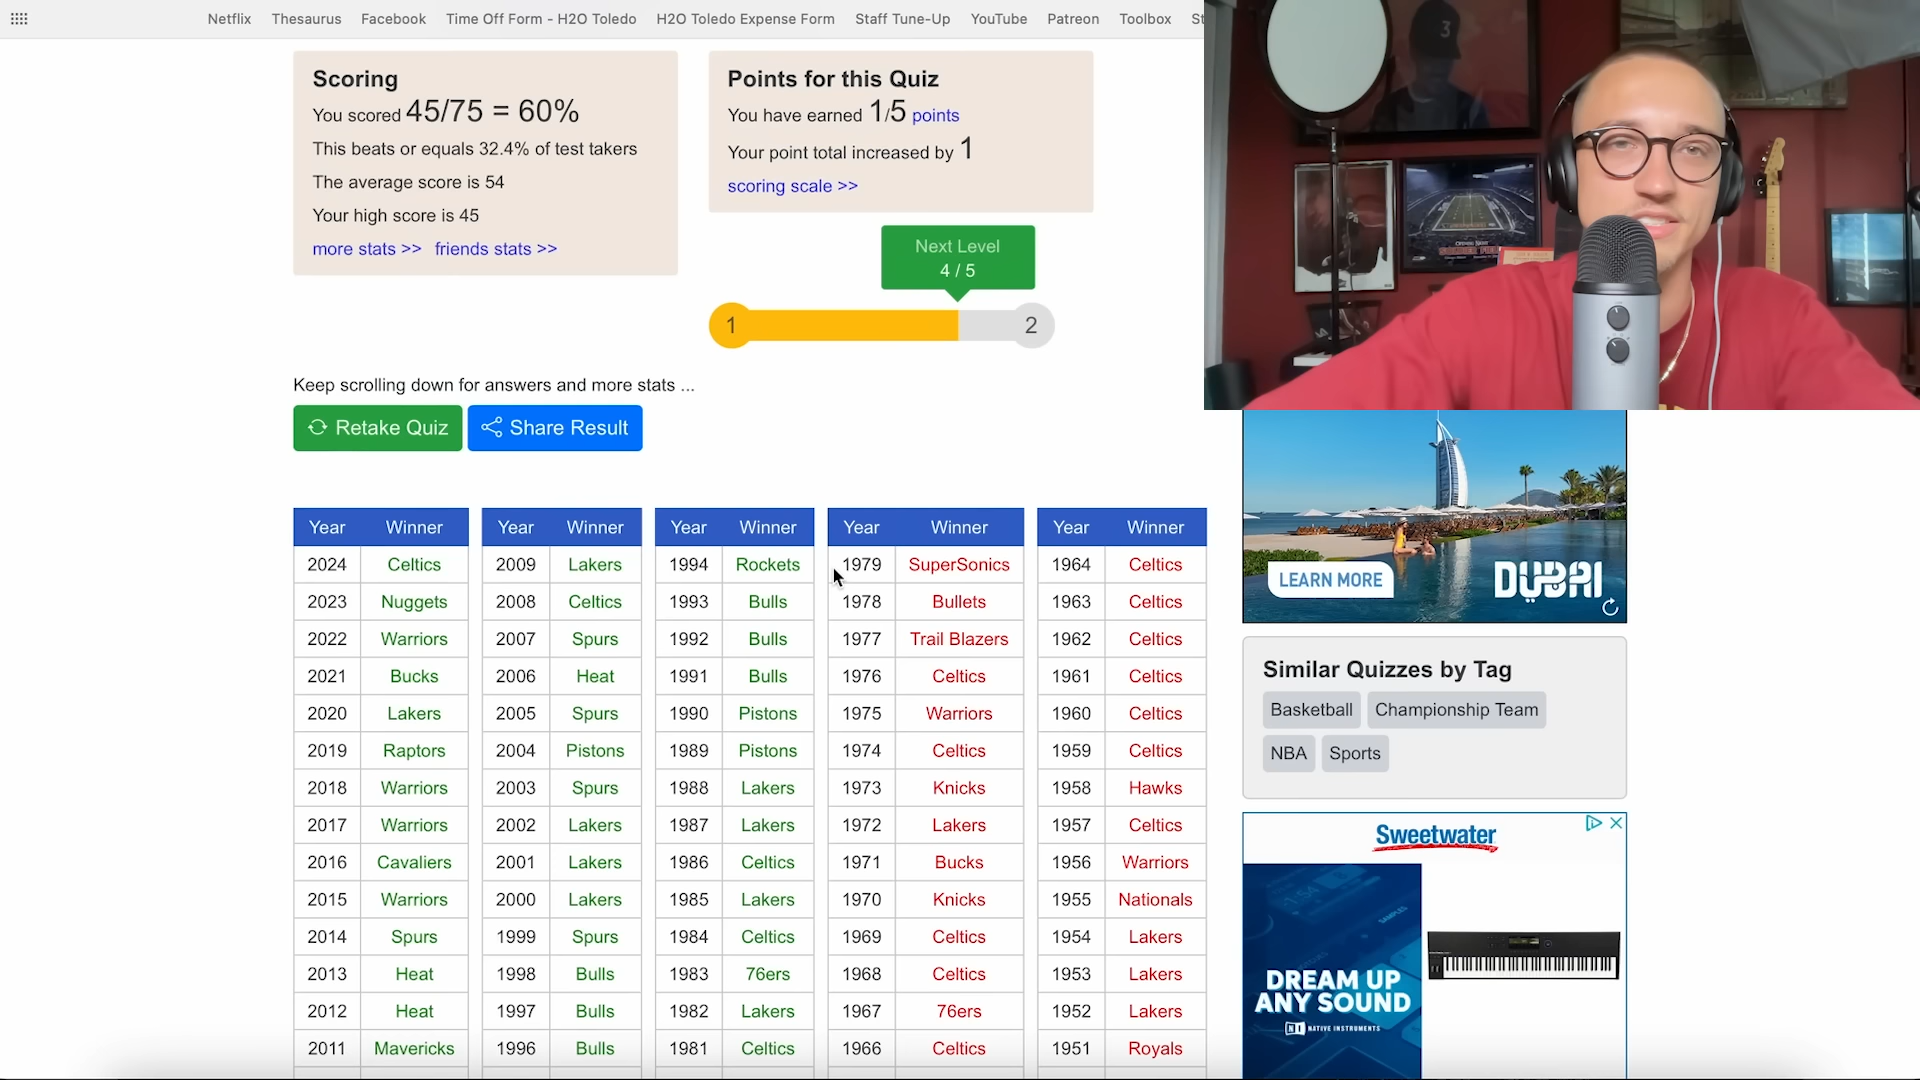 Netflix Thesaurus Facebook Time Off Form - H2O Toledo H2O Toledo Expense Form Staff Tune-Up YouTube Patreon Toolbox St
Scoring
You scored 45/75 = 60%
This beats or equals 32.4% of test takers
The average score is 54
Your high score is 45
more stats >> friends stats >>
Points for this Quiz
You have earned 1/5 points
Your point total increased by 1
scoring scale >>
Next Level
4 / 5
1 2
Keep scrolling down for answers and more stats ...
Retake Quiz Share Result
Year Winner Year Winner Year Winner Year Winner Year Winner
2024 Celtics 2009 Lakers 1994 Rockets 1979 SuperSonics 1964 Celtics
2023 Nuggets 2008 Celtics 1993 Bulls 1978 Bullets 1963 Celtics
2022 Warriors 2007 Spurs 1992 Bulls 1977 Trail Blazers 1962 Celtics
2021 Bucks 2006 Heat 1991 Bulls 1976 Celtics 1961 Celtics
2020 Lakers 2005 Spurs 1990 Pistons 1975 Warriors 1960 Celtics
2019 Raptors 2004 Pistons 1989 Pistons 1974 Celtics 1959 Celtics
2018 Warriors 2003 Spurs 1988 Lakers 1973 Knicks 1958 Hawks
2017 Warriors 2002 Lakers 1987 Lakers 1972 Lakers 1957 Celtics
2016 Cavaliers 2001 Lakers 1986 Celtics 1971 Bucks 1956 Warriors
2015 Warriors 2000 Lakers 1985 Lakers 1970 Knicks 1955 Nationals
2014 Spurs 1999 Spurs 1984 Celtics 1969 Celtics 1954 Lakers
2013 Heat 1998 Bulls 1983 76ers 1968 Celtics 1953 Lakers
2012 Heat 1997 Bulls 1982 Lakers 1967 76ers 1952 Lakers
2011 Mavericks 1996 Bulls 1981 Celtics 1966 Celtics 1951 Royals
3
LEARN MORE
DUBAI
Similar Quizzes by Tag
Basketball Championship Team
NBA Sports
Sweetwater
DREAM UP
ANY SOUND
NATIVE INSTRUMENTS